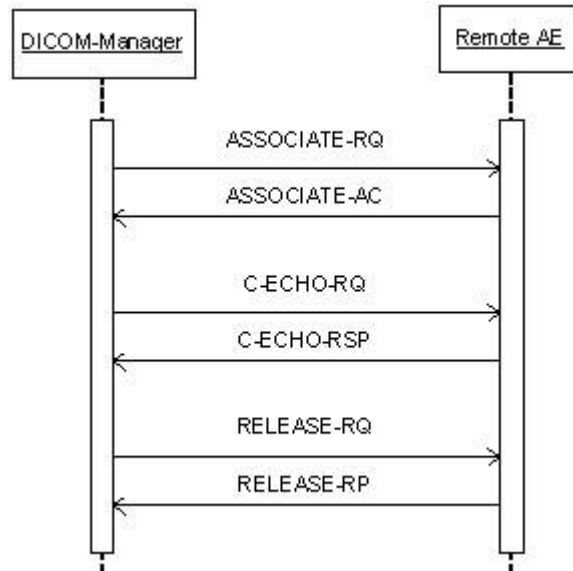 DICOM-Manager
Remote AE
ASSOCIATE-RQ
ASSOCIATE-AC
C-ECHO-RQ
C-ECHO-RSP
RELEASE-RQ
RELEASE-RP